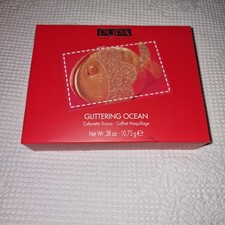 PUPA
GLITTERING OCEAN
Cofanetto Trucco / Coffret Maquillage
Net Wt .38 oz - 10,73 g ℮